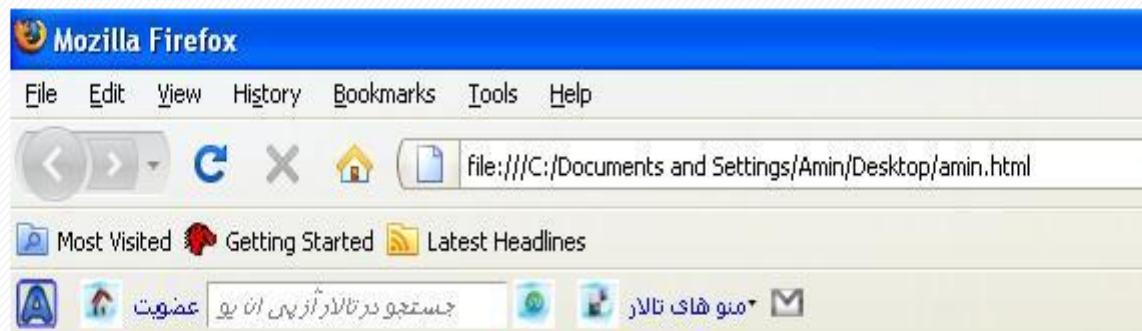 Mozilla Firefox
File Edit View History Bookmarks Tools Help
file:///C:/Documents and Settings/Amin/Desktop/amin.html
Most Visited Getting Started Latest Headlines
عضویت جستجو در تالار آر پی ان یو منو های تالار